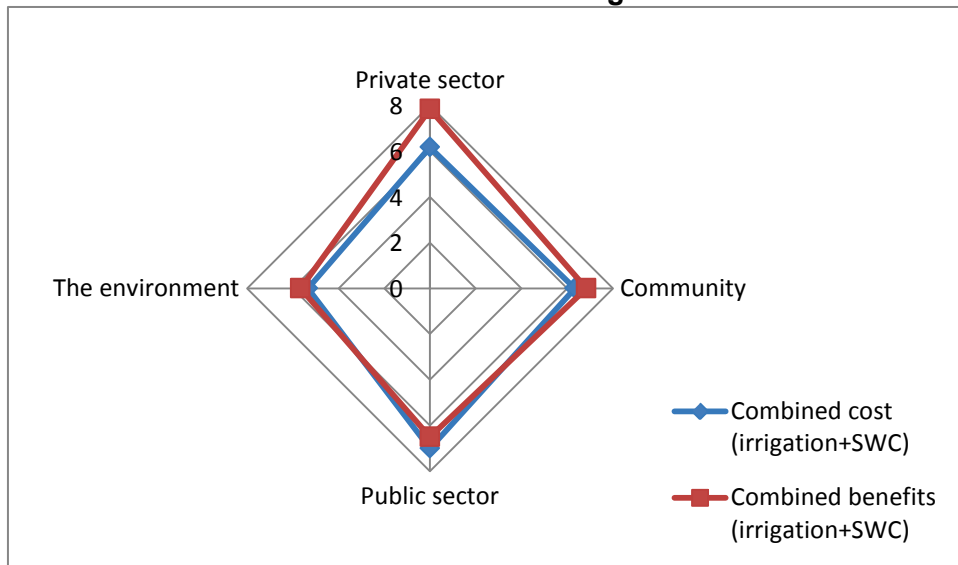 Private sector
8
6
4
2
0
The environment
Community
Public sector
Combined cost
(irrigation+SWC)
Combined benefits
(irrigation+SWC)